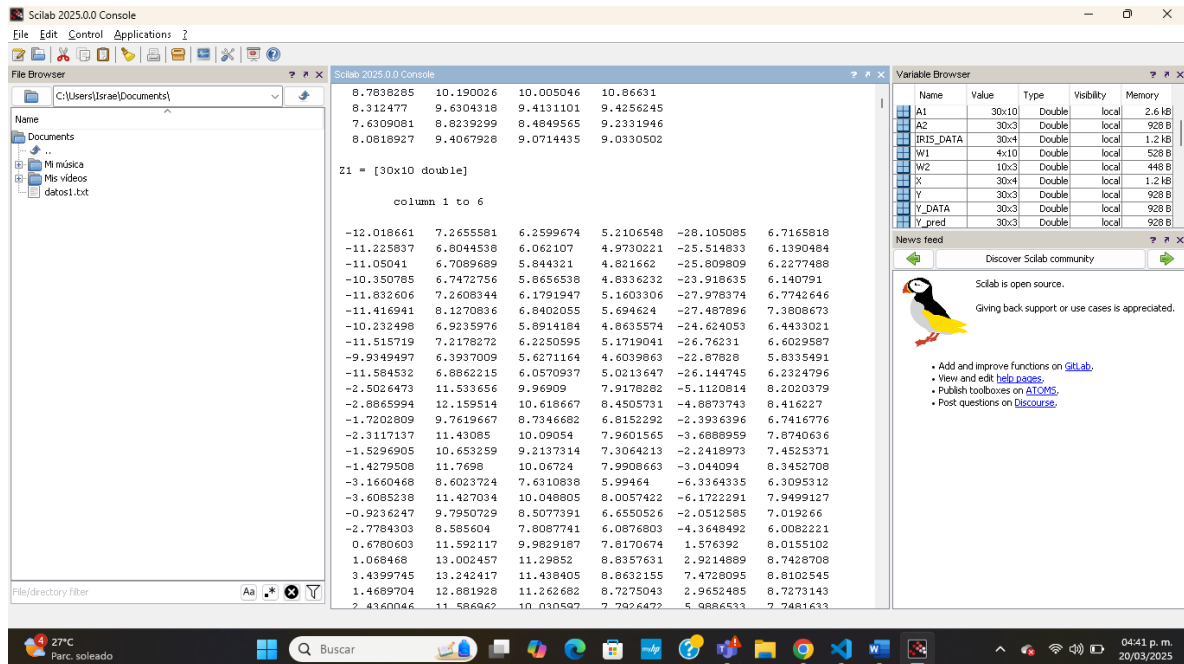 Scilab 2025.0.0 Console
File Edit Control Applications ?
File Browser
C:\Users\Israe\Documents\
Name
Documents
..
Mi música
Mis vídeos
datos1.txt
File/directory filter
Aa .*
Scilab 2025.0.0 Console
8.7838285 10.190026 10.005046 10.86631
8.312477 9.6304318 9.4131101 9.4256245
7.6309081 8.8239299 8.4849565 9.2331946
8.0818927 9.4067928 9.0714435 9.0330502
Z1 = [30x10 double]
column 1 to 6
-12.018661 7.2655581 6.2599674 5.2106548 -28.105085 6.7165818
-11.225837 6.8044538 6.062107 4.9730221 -25.514833 6.1390484
-11.05041 6.7089689 5.844321 4.821662 -25.809809 6.2277488
-10.350785 6.7472756 5.8656538 4.8336232 -23.918635 6.140791
-11.832606 7.2608344 6.1791947 5.1603306 -27.978374 6.7742646
-11.416941 8.1270836 6.8402055 5.694624 -27.487896 7.3808673
-10.232498 6.9235976 5.8914184 4.8635574 -24.624053 6.4433021
-11.515719 7.2178272 6.2250595 5.1719041 -26.76231 6.6029587
-9.9349497 6.3937009 5.6271164 4.6039863 -22.87828 5.8335491
-11.584532 6.8862215 6.0570937 5.0213647 -26.144745 6.2324796
-2.5026473 11.533656 9.96909 7.9178282 -5.1120814 8.2020379
-2.8865994 12.159514 10.618667 8.4505731 -4.8873743 8.416227
-1.7202809 9.7619667 8.7346682 6.8152292 -2.3936396 6.7416776
-2.3117137 11.43085 10.09054 7.9601565 -3.6888959 7.8740636
-1.5296905 10.653259 9.2137314 7.3064213 -2.2418973 7.4525371
-1.4279508 11.7698 10.06724 7.9908663 -3.044094 8.3452708
-3.1660468 8.6023724 7.6310838 5.99464 -6.3364335 6.3095312
-3.6085238 11.427034 10.048805 8.0057422 -6.1722291 7.9499127
-0.9236247 9.7950729 8.5077391 6.6550526 -2.0512585 7.019266
-2.7784303 8.585604 7.8087741 6.0876803 -4.3648492 6.0082221
0.6780603 11.592117 9.9829187 7.8170674 1.576392 8.0155102
1.068468 13.002457 11.29852 8.8357631 2.9214889 8.7428708
3.4399745 13.242417 11.438405 8.8632155 7.4728095 8.8102545
1.4689704 12.881928 11.262682 8.7275043 2.9652485 8.7273143
2.4360046 11.586962 10.030597 7.7926472 5.9886533 7.7481633
Variable Browser
Name Value Type Visibility Memory
A1 30x10 Double local 2.6 kB
A2 30x3 Double local 928 B
IRIS_DATA 30x4 Double local 1.2 kB
W1 4x10 Double local 528 B
W2 10x3 Double local 448 B
X 30x4 Double local 1.2 kB
Y 30x3 Double local 928 B
Y_DATA 30x3 Double local 928 B
Y_pred 30x3 Double local 928 B
News feed
Discover Scilab community
Scilab is open source.
Giving back support or use cases is appreciated.
• Add and improve functions on GitLab.
• View and edit help pages.
• Publish toolboxes on ATOMS.
• Post questions on Discourse.
4
27°C
Parc. soleado
Buscar
04:41 p. m.
20/03/2025